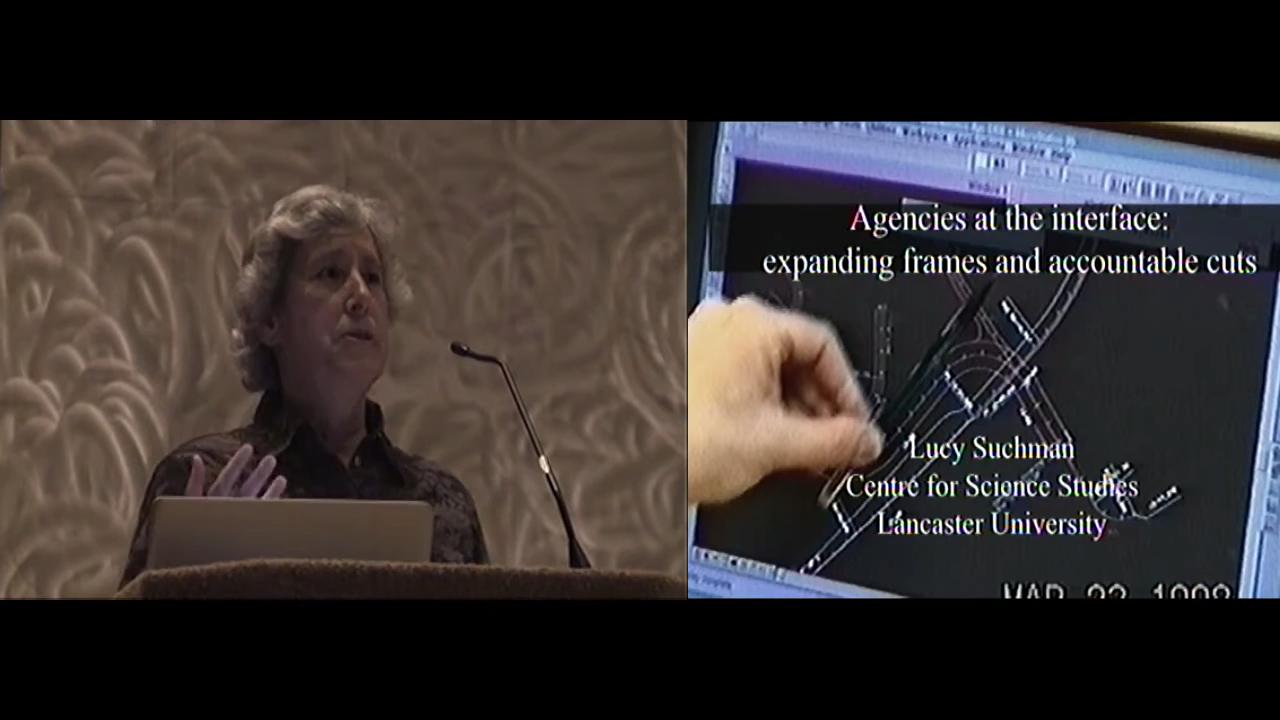 Agencies at the interface:
expanding frames and accountable cuts
Lucy Suchman
Centre for Science Studies
Lancaster University